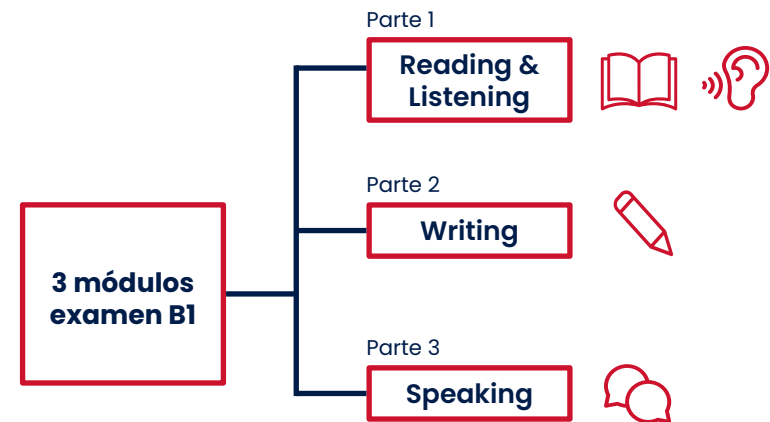 Parte 1
Reading &
Listening
Parte 2
Writing
3 módulos
examen B1
Parte 3
Speaking